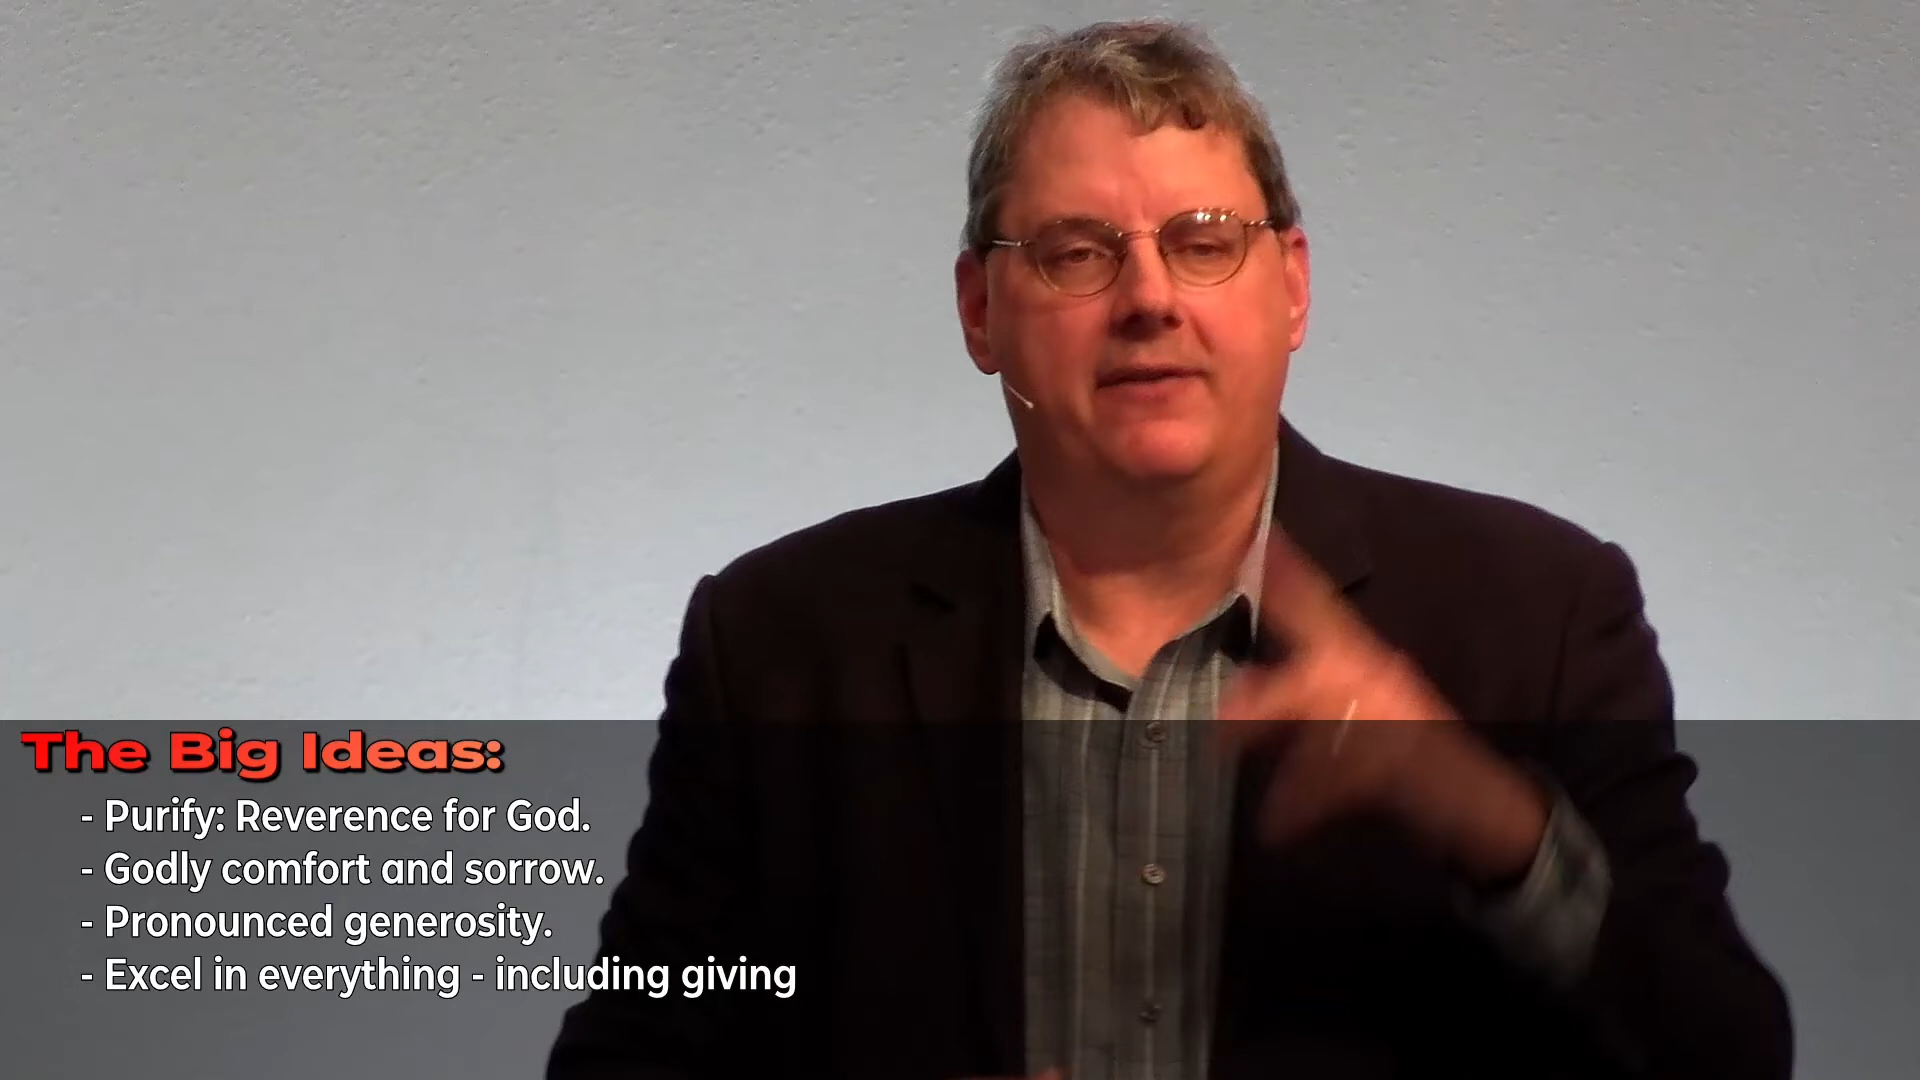 The Big Ideas:
- Purify: Reverence for God.
- Godly comfort and sorrow.
- Pronounced generosity.
- Excel in everything - including giving